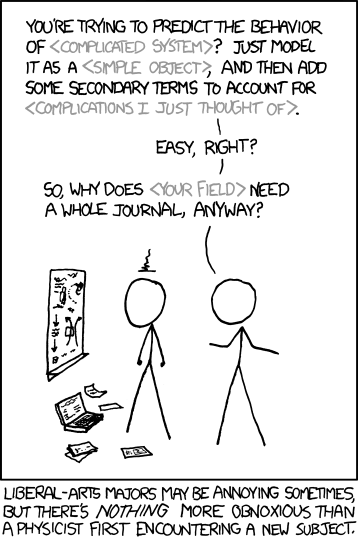 YOU'RE TRYING TO PREDICT THE BEHAVIOR
OF <COMPLICATED SYSTEM>? JUST MODEL
IT AS A <SIMPLE OBJECT>, AND THEN ADD
SOME SECONDARY TERMS TO ACCOUNT FOR
<COMPLICATIONS I JUST THOUGHT OF>.
EASY, RIGHT?
SO, WHY DOES <YOUR FIELD> NEED
A WHOLE JOURNAL, ANYWAY?
LIBERAL-ARTS MAJORS MAY BE ANNOYING SOMETIMES,
BUT THERE'S NOTHING MORE OBNOXIOUS THAN
A PHYSICIST FIRST ENCOUNTERING A NEW SUBJECT.